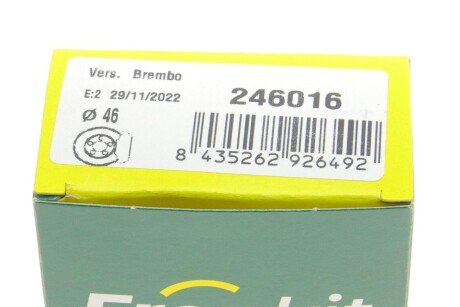 Vers. Brembo
E:2 29/11/2022
246016
Ø 46
8 435262 926492